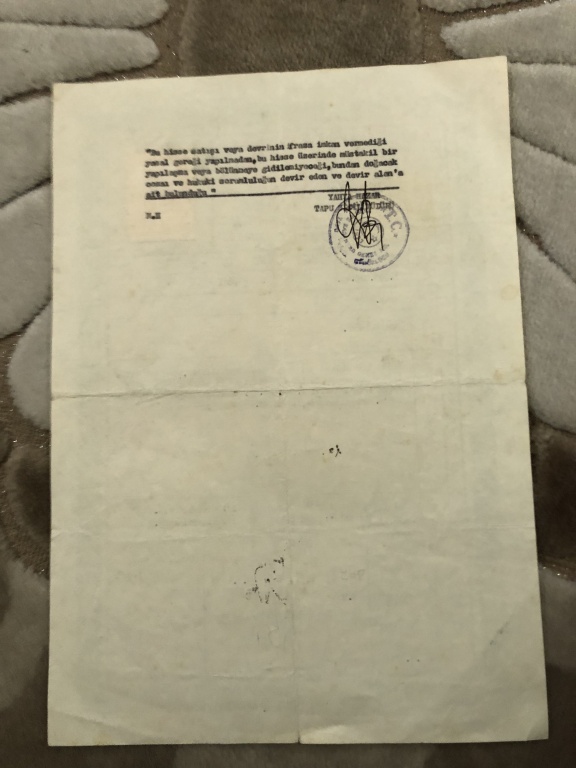 "Bu hisse satışı veya devrinin ifraza imkan vermediği
yasal gereği yapılmadan, bu hisse üzerinde müstakil bir
yapılaşma veya bölünmeye gidilemiyeceği, bundan doğacak
cezai ve hukuki sorumluluğun devir eden ve devir alan'a
ait bulunduğu "
TAPU
N.N
T.C.